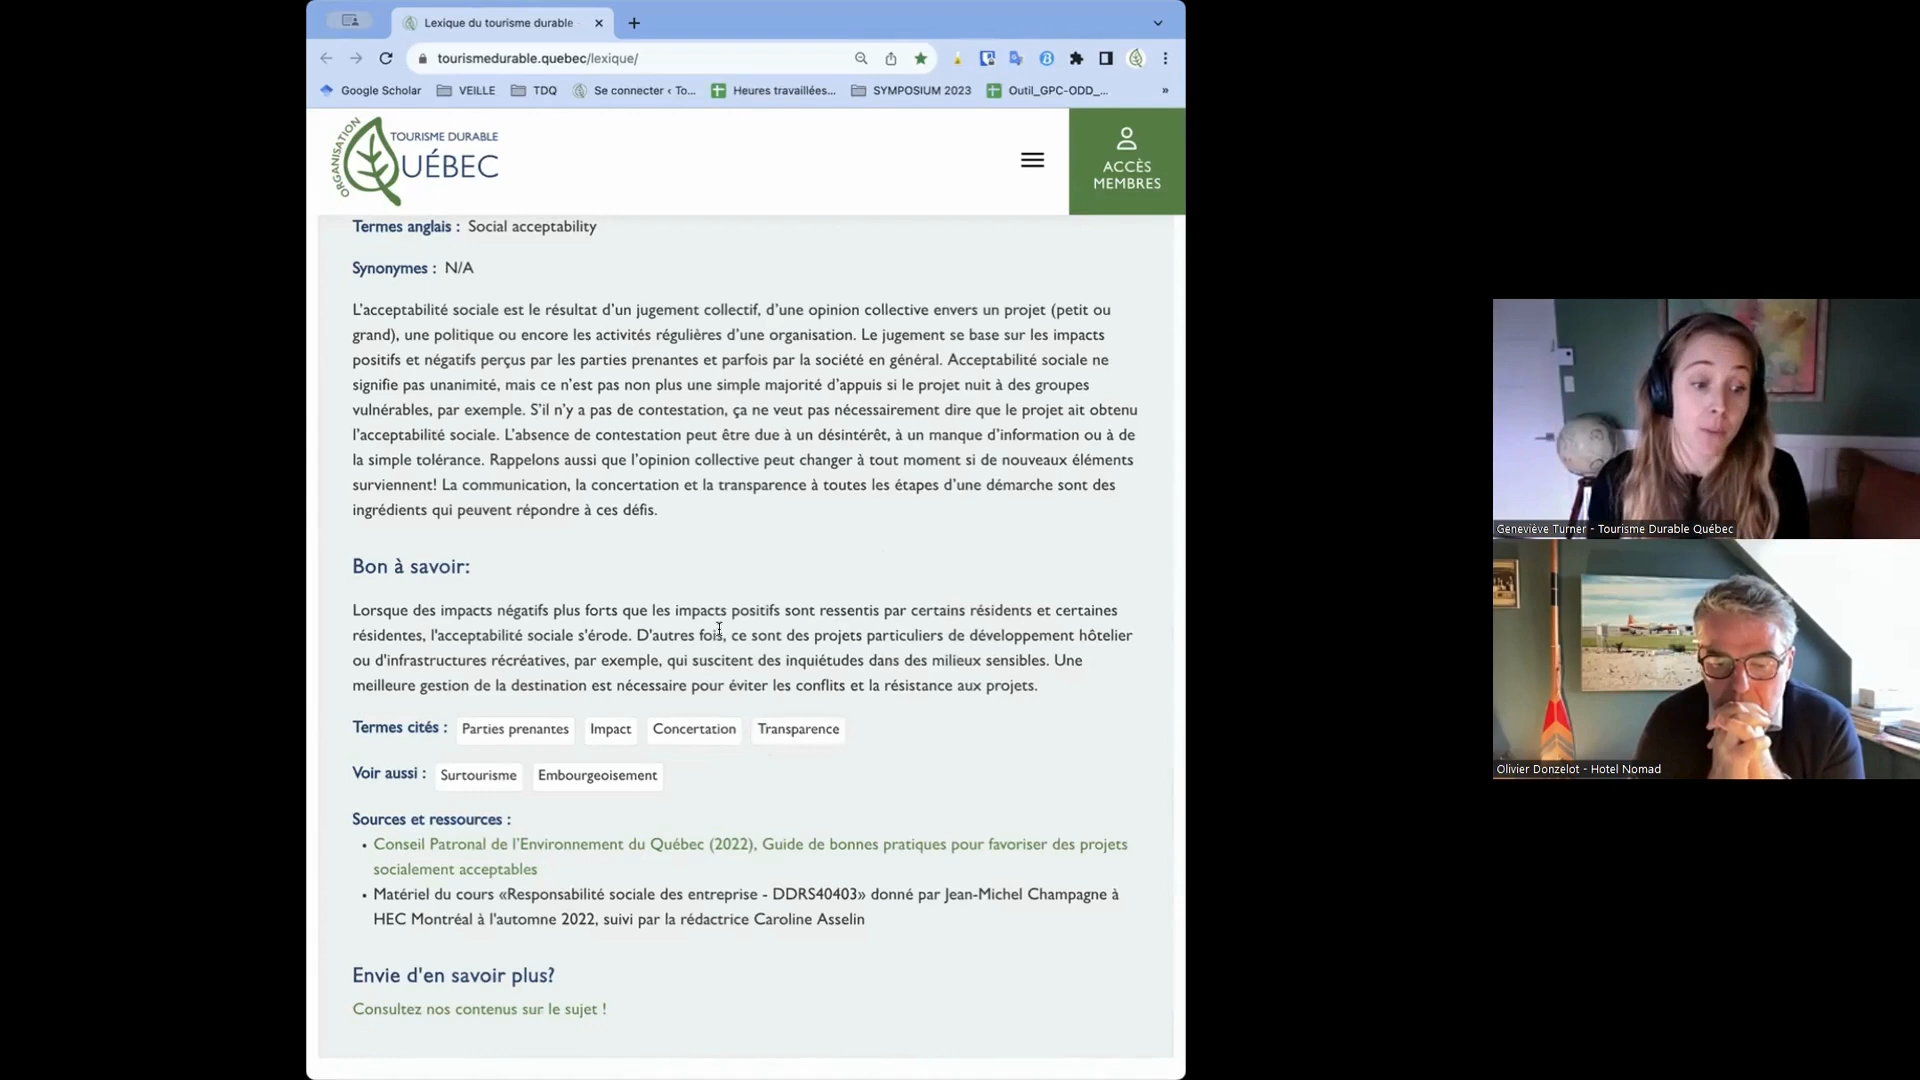 Lexique du tourisme durable
tourismedurable.quebec/lexique/
Google Scholar
VEILLE
TDQ
Se connecter ‹ To...
Heures travaillées...
SYMPOSIUM 2023
Outil_GPC-ODD_...
»
ORGANISATION
TOURISME DURABLE
QUÉBEC
ACCÈS
MEMBRES
Termes anglais : Social acceptability
Synonymes : N/A
L’acceptabilité sociale est le résultat d’un jugement collectif, d’une opinion collective envers un projet (petit ou
grand), une politique ou encore les activités régulières d’une organisation. Le jugement se base sur les impacts
positifs et négatifs perçus par les parties prenantes et parfois par la société en général. Acceptabilité sociale ne
signifie pas unanimité, mais ce n’est pas non plus une simple majorité d’appuis si le projet nuit à des groupes
vulnérables, par exemple. S’il n’y a pas de contestation, ça ne veut pas nécessairement dire que le projet ait obtenu
l’acceptabilité sociale. L’absence de contestation peut être due à un désintérêt, à un manque d’information ou à de
la simple tolérance. Rappelons aussi que l’opinion collective peut changer à tout moment si de nouveaux éléments
surviennent! La communication, la concertation et la transparence à toutes les étapes d’une démarche sont des
ingrédients qui peuvent répondre à ces défis.
Bon à savoir:
Lorsque des impacts négatifs plus forts que les impacts positifs sont ressentis par certains résidents et certaines
résidentes, l'acceptabilité sociale s'érode. D'autres fois, ce sont des projets particuliers de développement hôtelier
ou d'infrastructures récréatives, par exemple, qui suscitent des inquiétudes dans des milieux sensibles. Une
meilleure gestion de la destination est nécessaire pour éviter les conflits et la résistance aux projets.
Termes cités : Parties prenantes Impact Concertation Transparence
Voir aussi : Surtourisme Embourgeoisement
Sources et ressources :
• Conseil Patronal de l’Environnement du Québec (2022), Guide de bonnes pratiques pour favoriser des projets
socialement acceptables
• Matériel du cours «Responsabilité sociale des entreprise - DDRS40403» donné par Jean-Michel Champagne à
HEC Montréal à l'automne 2022, suivi par la rédactrice Caroline Asselin
Envie d'en savoir plus?
Consultez nos contenus sur le sujet !
Geneviève Turner - Tourisme Durable Québec
Olivier Donzelot - Hotel Nomad